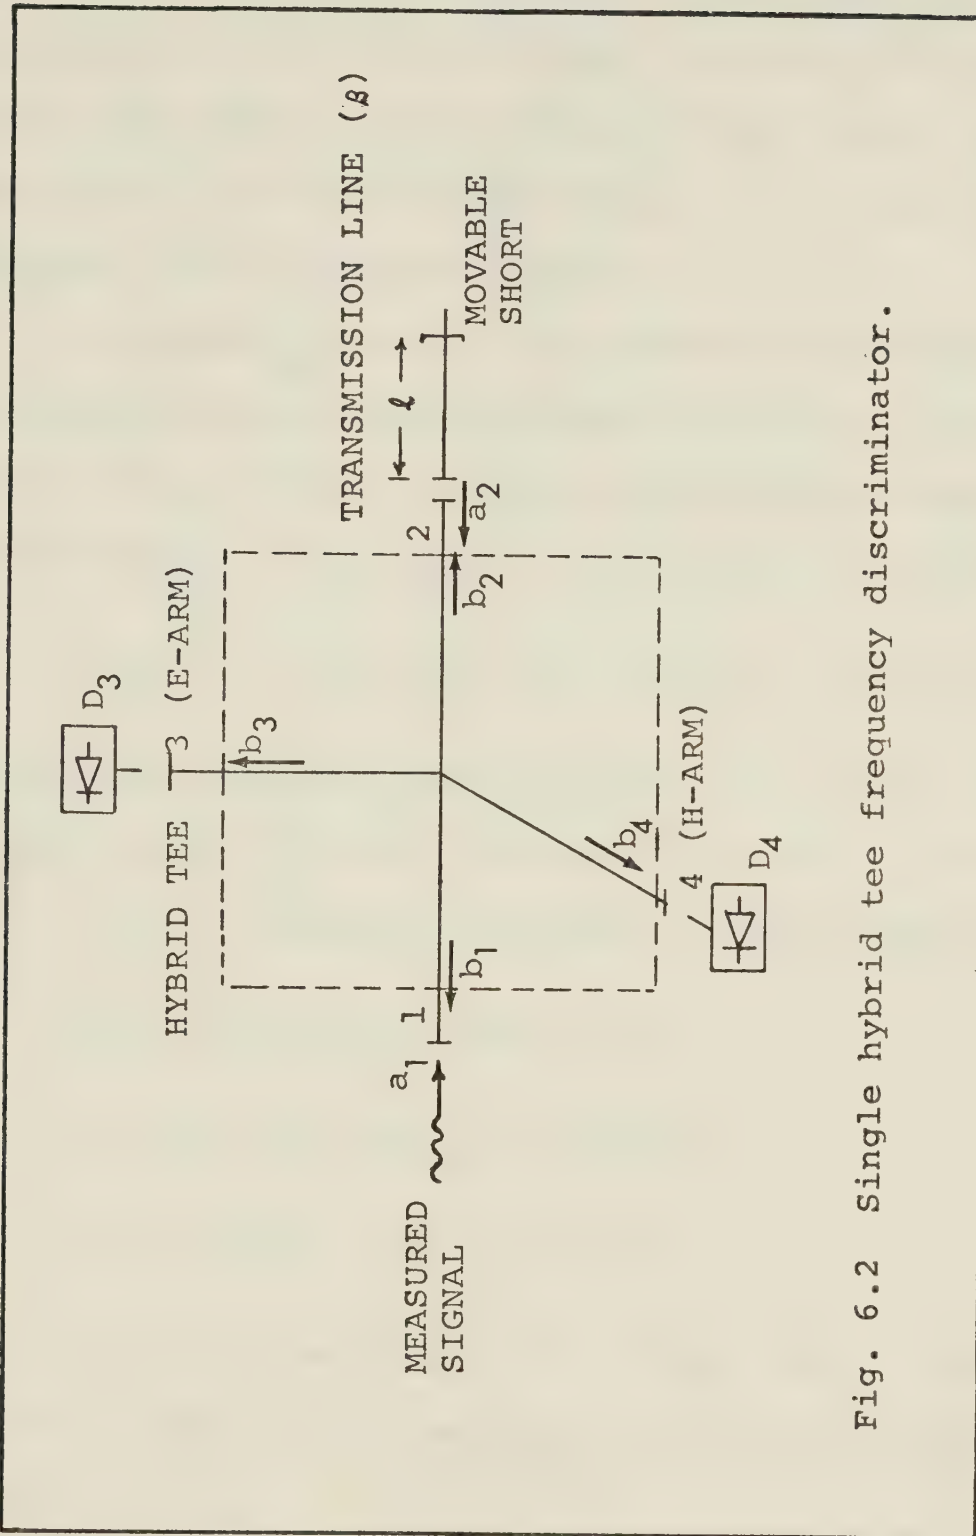 D3
HYBRID TEE
3 (E-ARM)
b3
TRANSMISSION LINE (β)
ℓ
MEASURED
SIGNAL
a1
1
b1
2
b2
a2
MOVABLE
SHORT
b4
4 (H-ARM)
D4
Fig. 6.2 Single hybrid tee frequency discriminator.